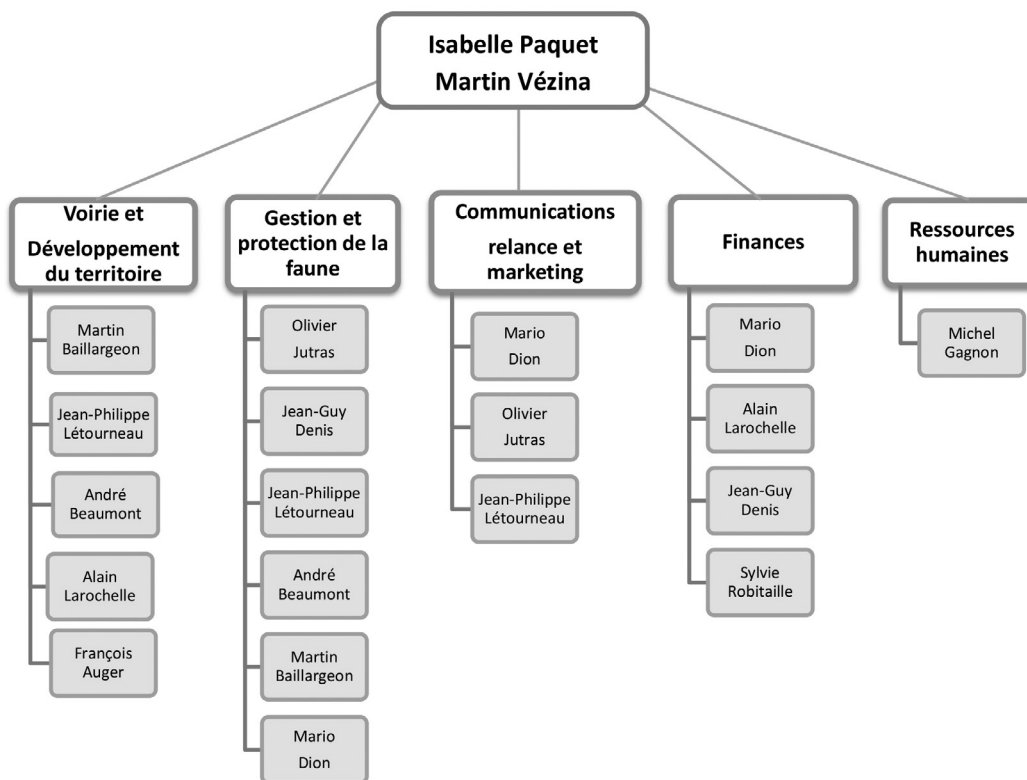 Isabelle Paquet
Martin Vézina
Voirie et
Développement
du territoire
Martin
Baillargeon
Jean-Philippe
Létourneau
André
Beaumont
Alain
Larochelle
François
Auger
Gestion et
protection de la
faune
Olivier
Jutras
Jean-Guy
Denis
Jean-Philippe
Létourneau
André
Beaumont
Martin
Baillargeon
Mario
Dion
Communications
relance et
marketing
Mario
Dion
Olivier
Jutras
Jean-Philippe
Létourneau
Finances
Mario
Dion
Alain
Larochelle
Jean-Guy
Denis
Sylvie
Robitaille
Ressources
humaines
Michel
Gagnon